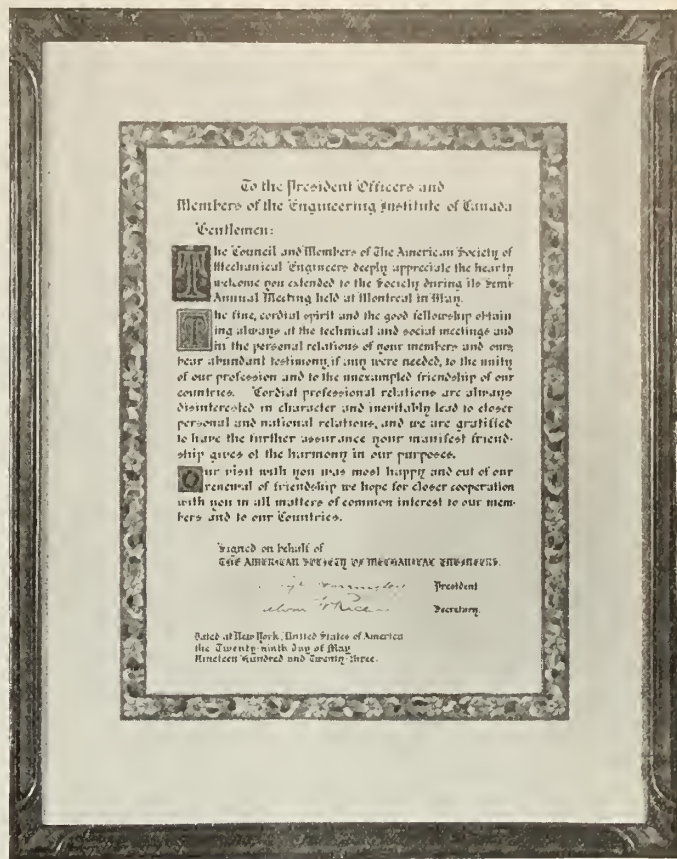 To the President Officers and
Members of the Engineering Institute of Canada
Gentlemen:
The Council and Members of The American Society of
Mechanical Engineers deeply appreciate the hearty
welcome you extended to the Society during its Semi
Annual Meeting held at Montreal in May.
The fine, cordial spirit and the good fellowship obtain
ing always at the technical and social meetings and
in the personal relations of your members and ours,
bear abundant testimony, if any were needed, to the unity
of our profession and to the unexampled friendship of our
countries. Cordial professional relations are always
disinterested in character and inevitably lead to closer
personal and national relations, and we are gratified
to have the further assurance your manifest friend-
ship gives of the harmony in our purposes.
Our visit with you was most happy and out of our
renewal of friendship we hope for closer cooperation
with you in all matters of common interest to our mem-
bers and to our Countries.
Signed on behalf of
THE AMERICAN SOCIETY OF MECHANICAL ENGINEERS.
President
Rice Secretary.
Dated at New York, United States of America
the Twenty-ninth day of May
Nineteen Hundred and Twenty-three.